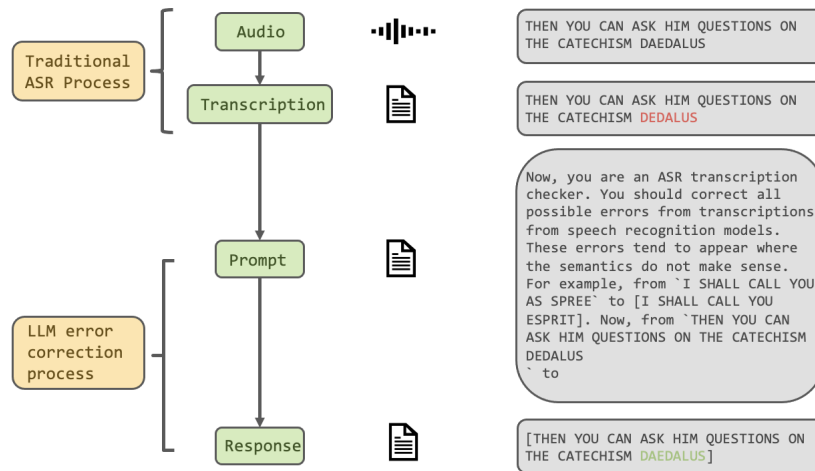 Traditional
ASR Process
Audio
THEN YOU CAN ASK HIM QUESTIONS ON
THE CATECHISM DAEDALUS
Transcription
THEN YOU CAN ASK HIM QUESTIONS ON
THE CATECHISM DEDALUS
Prompt
Now, you are an ASR transcription
checker. You should correct all
possible errors from transcriptions
from speech recognition models.
These errors tend to appear where
the semantics do not make sense.
For example, from `I SHALL CALL YOU
AS SPREE` to [I SHALL CALL YOU
ESPRIT]. Now, from `THEN YOU CAN
ASK HIM QUESTIONS ON THE CATECHISM
DEDALUS
` to
LLM error
correction
process
Response
[THEN YOU CAN ASK HIM QUESTIONS ON
THE CATECHISM DAEDALUS]